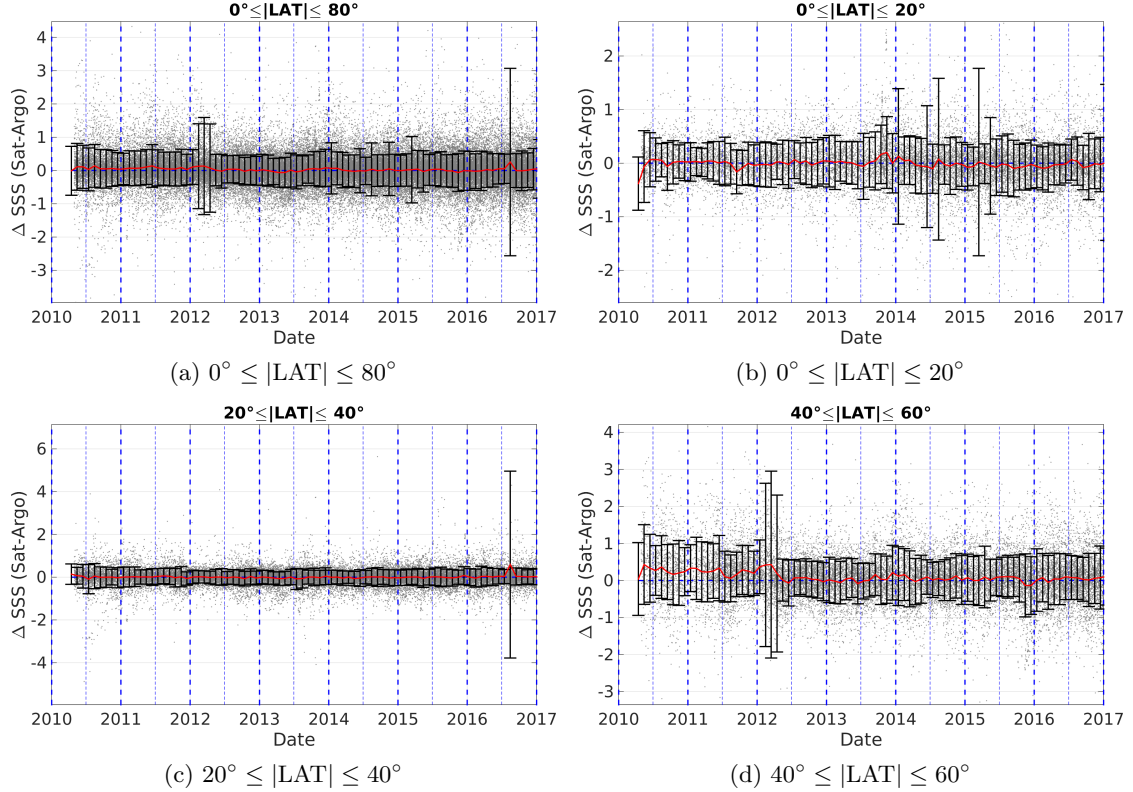 0°≤|LAT|≤ 80°
Δ SSS (Sat-Argo)
4
3
2
1
0
-1
-2
-3
2010 2011 2012 2013 2014 2015 2016 2017
Date
(a) 0° ≤ |LAT| ≤ 80°
0°≤|LAT|≤ 20°
Δ SSS (Sat-Argo)
2
1
0
-1
-2
2010 2011 2012 2013 2014 2015 2016 2017
Date
(b) 0° ≤ |LAT| ≤ 20°
20°≤|LAT|≤ 40°
Δ SSS (Sat-Argo)
6
4
2
0
-2
-4
2010 2011 2012 2013 2014 2015 2016 2017
Date
(c) 20° ≤ |LAT| ≤ 40°
40°≤|LAT|≤ 60°
Δ SSS (Sat-Argo)
4
3
2
1
0
-1
-2
-3
2010 2011 2012 2013 2014 2015 2016 2017
Date
(d) 40° ≤ |LAT| ≤ 60°